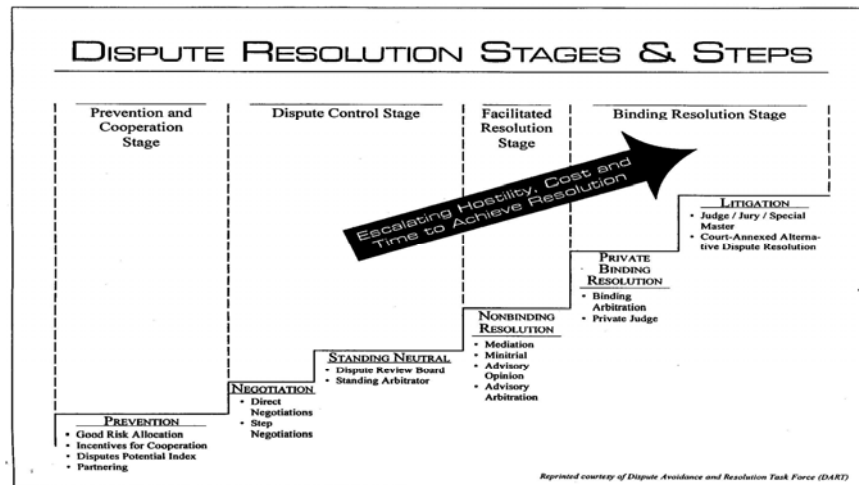 DISPUTE RESOLUTION STAGES & STEPS
Prevention and
Cooperation
Stage
Dispute Control Stage
Facilitated
Resolution
Stage
Binding Resolution Stage
Escalating Hostility, Cost and
Time to Achieve Resolution
LITIGATION
• Judge / Jury / Special
Master
• Court-Annexed Alterna-
tive Dispute Resolution
PRIVATE
BINDING
RESOLUTION
• Binding
Arbitration
• Private Judge
NONBINDING
RESOLUTION
• Mediation
• Minitrial
• Advisory
Opinion
• Advisory
Arbitration
STANDING NEUTRAL
• Dispute Review Board
• Standing Arbitrator
NEGOTIATION
• Direct
Negotiations
• Step
Negotiations
PREVENTION
• Good Risk Allocation
• Incentives for Cooperation
• Disputes Potential Index
• Partnering
Reprinted courtesy of Dispute Avoidance and Resolution Task Force (DART)